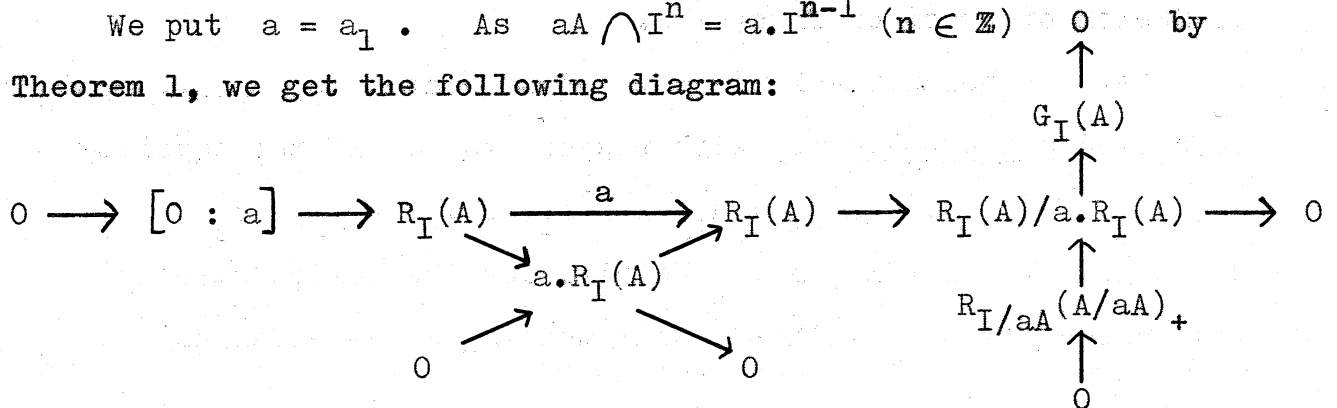 We put a = a₁ . As aA ⋂ Iⁿ = a.Iⁿ⁻¹ (n ∈ ℤ) by
Theorem 1, we get the following diagram:
0
G_I(A)
0 ⟶ [0 : a] ⟶ R_I(A) —a⟶ R_I(A) ⟶ R_I(A)/a.R_I(A) ⟶ 0
a.R_I(A)
R_{I/aA}(A/aA)₊
0 0
0